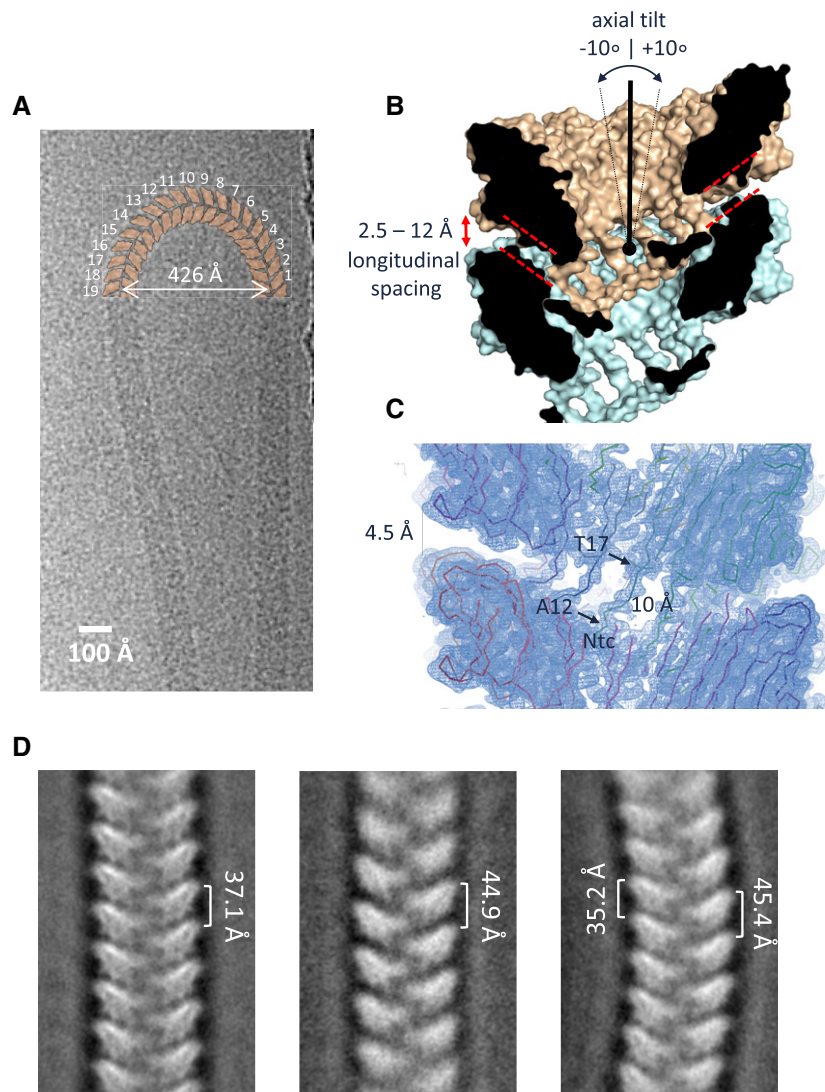 A
1
2
3
4
5
6
7
8
9
10
11
12
13
14
15
16
17
18
19
426 Å
100 Å
B
axial tilt
-10o | +10o
2.5 – 12 Å
longitudinal
spacing
C
4.5 Å
T17
A12
10 Å
Ntc
D
37.1 Å
44.9 Å
35.2 Å
45.4 Å